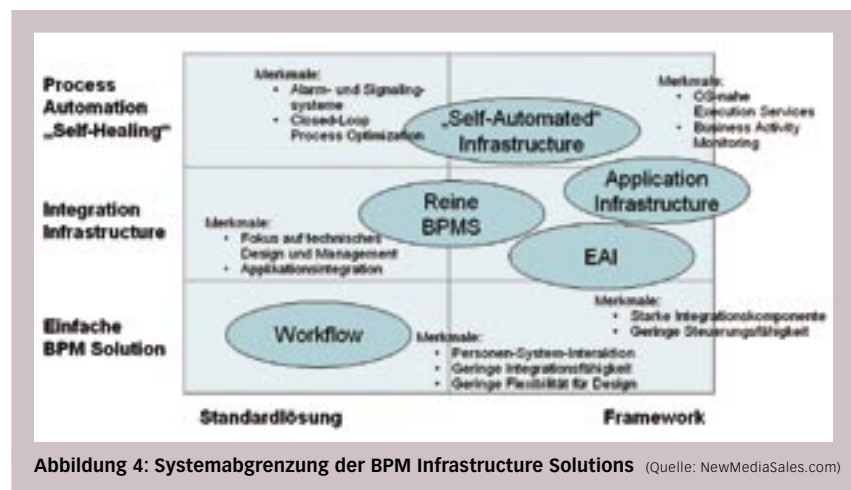 Process
Automation
„Self-Healing“
Merkmale:
• Alarm- und Signaling-
systeme
• Closed-Loop
Process Optimization
„Self-Automated“
Infrastructure
Merkmale:
• OS-nahe
Execution Services
• Business Activity
Monitoring
Integration
Infrastructure
Merkmale:
• Fokus auf technisches
Design und Management
• Applikationsintegration
Reine
BPMS
Application
Infrastructure
EAI
Einfache
BPM Solution
Workflow
Merkmale:
• Personen-System-Interaktion
• Geringe Integrationsfähigkeit
• Geringe Flexibilität für Design
Merkmale:
• Starke Integrationskomponente
• Geringe Steuerungsfähigkeit
Standardlösung
Framework
Abbildung 4: Systemabgrenzung der BPM Infrastructure Solutions (Quelle: NewMediaSales.com)